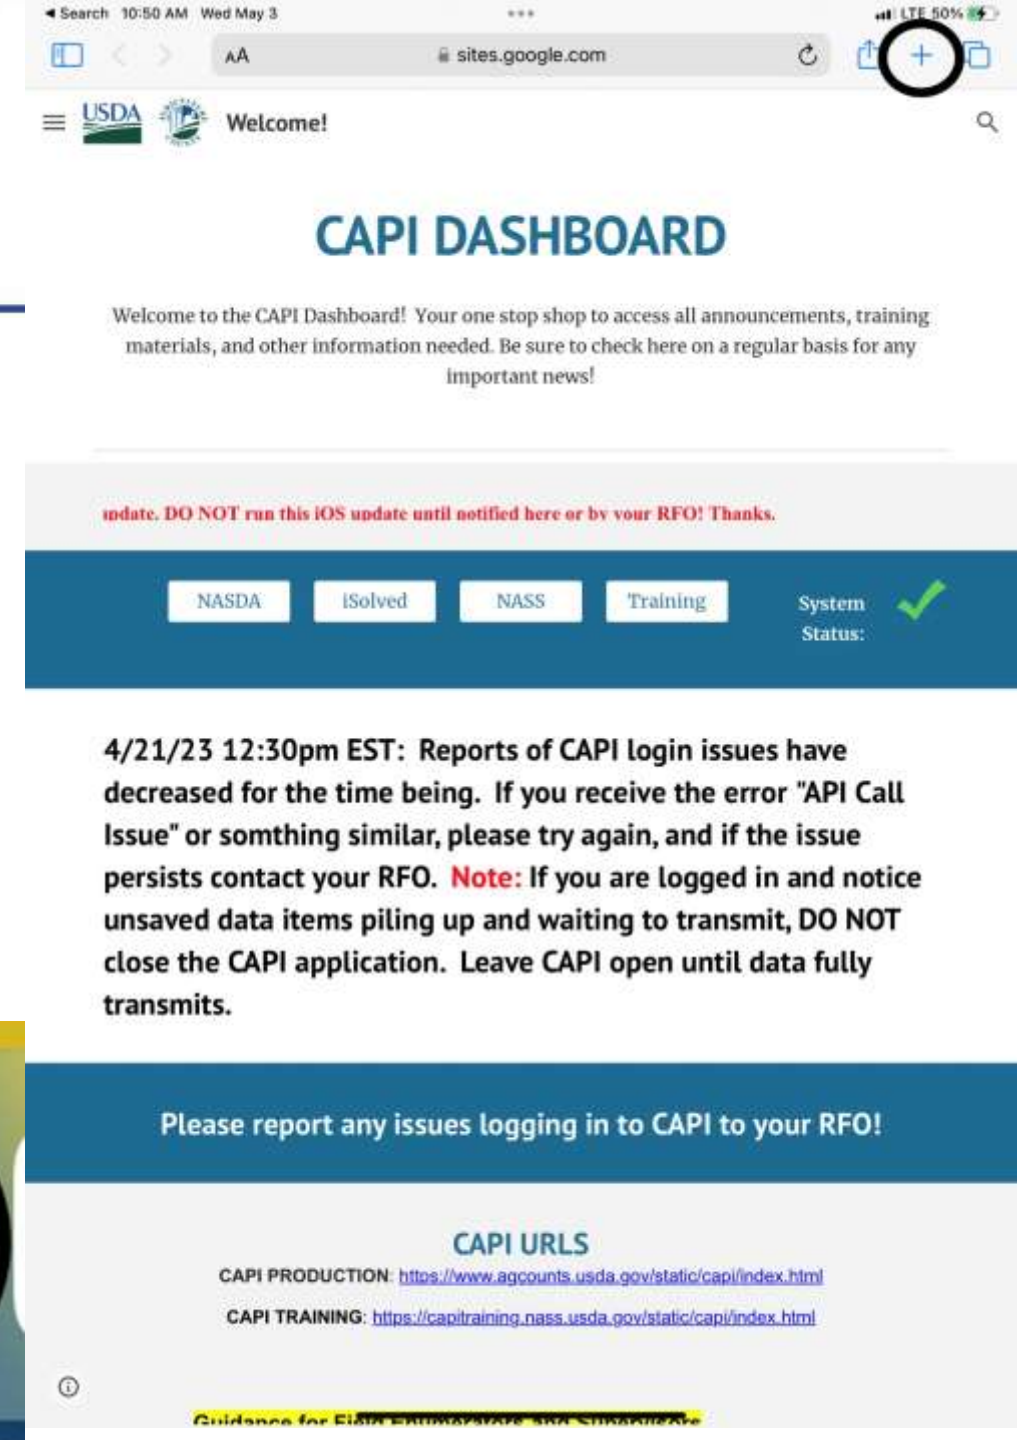 ◄ Search 10:50 AM Wed May 3
LTE 50%
AA sites.google.com
USDA Welcome!
CAPI DASHBOARD
Welcome to the CAPI Dashboard! Your one stop shop to access all announcements, training
materials, and other information needed. Be sure to check here on a regular basis for any
important news!
update. DO NOT run this iOS update until notified here or by your RFO! Thanks.
NASDA iSolved NASS Training System
Status:
4/21/23 12:30pm EST: Reports of CAPI login issues have
decreased for the time being. If you receive the error "API Call
Issue" or somthing similar, please try again, and if the issue
persists contact your RFO. Note: If you are logged in and notice
unsaved data items piling up and waiting to transmit, DO NOT
close the CAPI application. Leave CAPI open until data fully
transmits.
Please report any issues logging in to CAPI to your RFO!
CAPI URLS
CAPI PRODUCTION: https://www.agcounts.usda.gov/static/capi/index.html
CAPI TRAINING: https://capitraining.nass.usda.gov/static/capi/index.html
Guidance for Field Enumerators and Supervisors